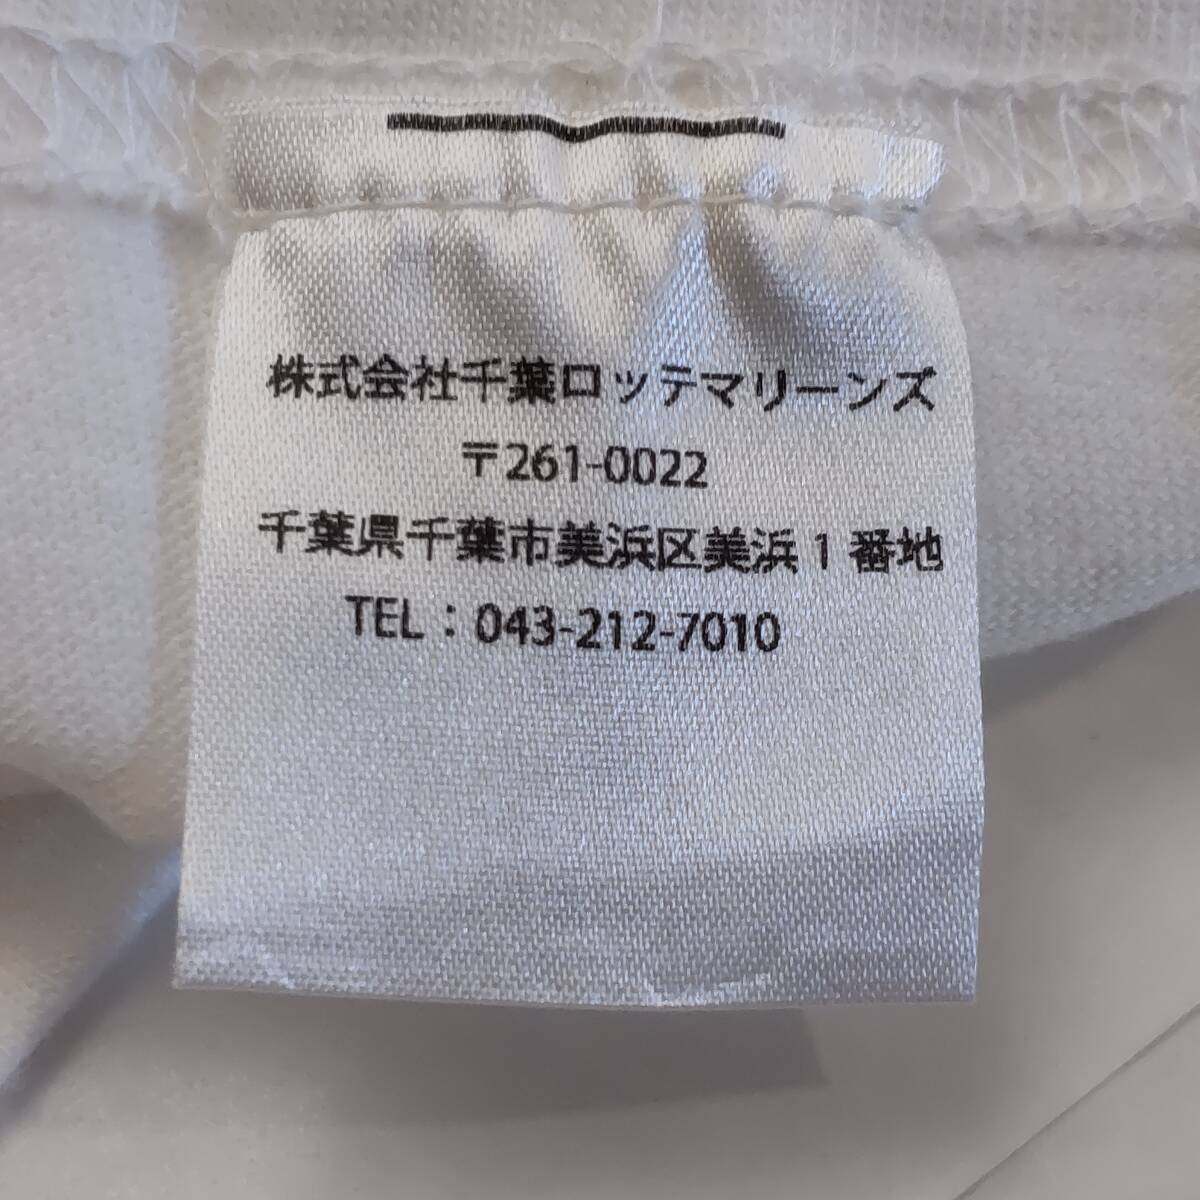 株式会社千葉ロッテマリーンズ
〒261-0022
千葉県千葉市美浜区美浜1番地
TEL：043-212-7010